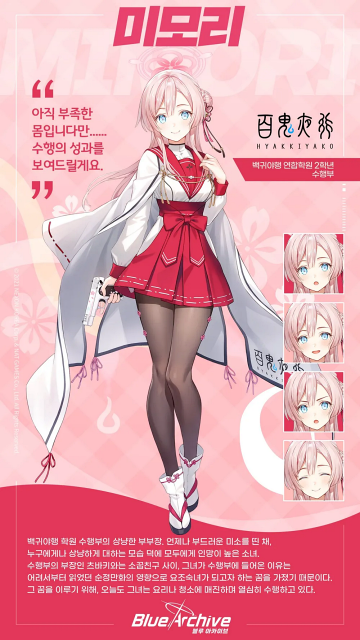 미모리
MIMORI
“
아직 부족한
몸입니다만......
수행의 성과를
보여드릴게요.
”
百鬼夜行
HYAKKIYAKO
백귀야행 연합학원 2학년
수행부
百鬼夜行
백귀야행 학원 수행부의 상냥한 부부장. 언제나 부드러운 미소를 띤 채,
누구에게나 상냥하게 대하는 모습 덕에 모두에게 인망이 높은 소녀.
수행부의 부장인 츠바키와는 소꿉친구 사이, 그녀가 수행부에 들어온 이유는
어려서부터 읽었던 순정만화의 영향으로 요조숙녀가 되고자 하는 꿈을 가졌기 때문이다.
그 꿈을 이루기 위해, 오늘도 그녀는 요리나 청소에 매진하며 열심히 수행하고 있다.
Blue Archive
블루 아카이브